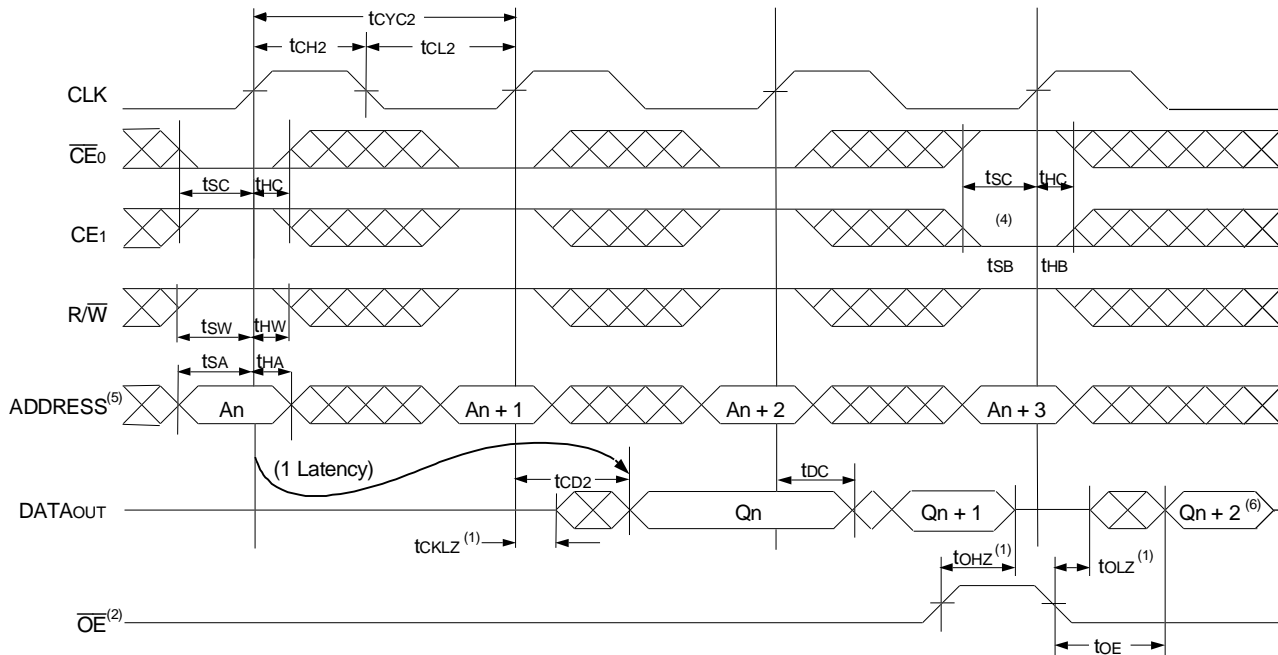 tCYC2
tCH2 tCL2
CLK
CE0
tSC tHC tSC tHC
CE1 (4)
tSB tHB
R/W
tSW tHW
tSA tHA
ADDRESS(5) An An + 1 An + 2 An + 3
(1 Latency) tCD2 tDC
DATAOUT Qn Qn + 1 Qn + 2 (6)
tCKLZ (1)
tOHZ (1) tOLZ (1)
OE (2)
tOE